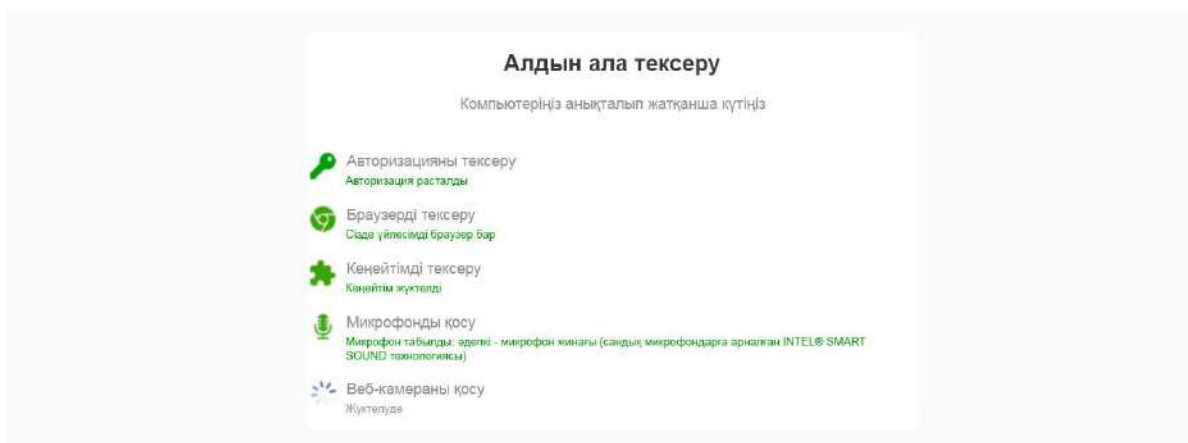 Алдын ала тексеру
Компьютеріңіз анықталып жатқанша күтіңіз
Авторизацияны тексеру
Авторизация расталды
Браузерді тексеру
Сізде үйлесімді браузер бар
Кеңейтімді тексеру
Кеңейтім жүктелді
Микрофонды қосу
Микрофон табылды: әдепкі - микрофон жинағы (сандық микрофондарға арналған INTEL® SMART
SOUND технологиясы)
Веб-камераны қосу
Жүктелуде